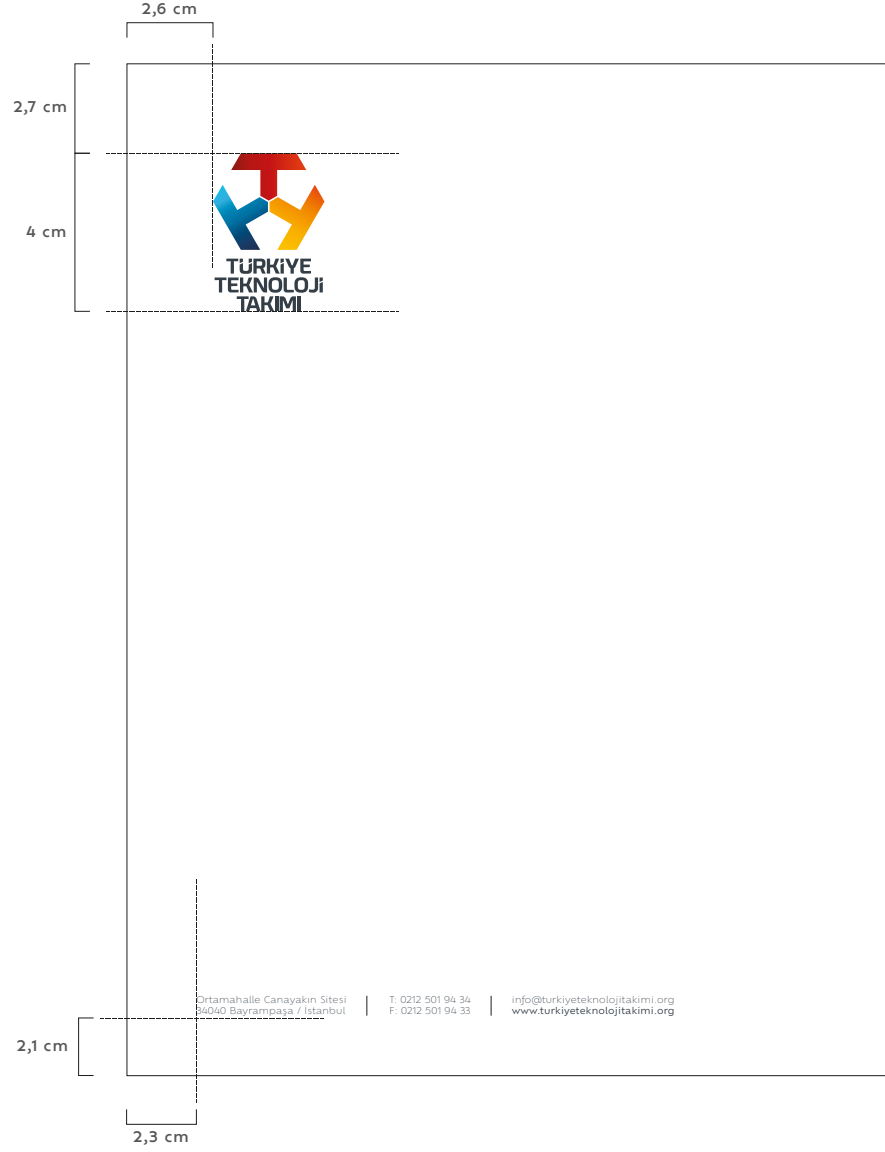 2,6 cm
2,7 cm
4 cm
TÜRKİYE
TEKNOLOJİ
TAKIMI
Ortamahalle Canayakın Sitesi
34040 Bayrampaşa / İstanbul
T: 0212 501 94 34
F: 0212 501 94 33
info@turkiyeteknolojitakimi.org
www.turkiyeteknolojitakimi.org
2,1 cm
2,3 cm